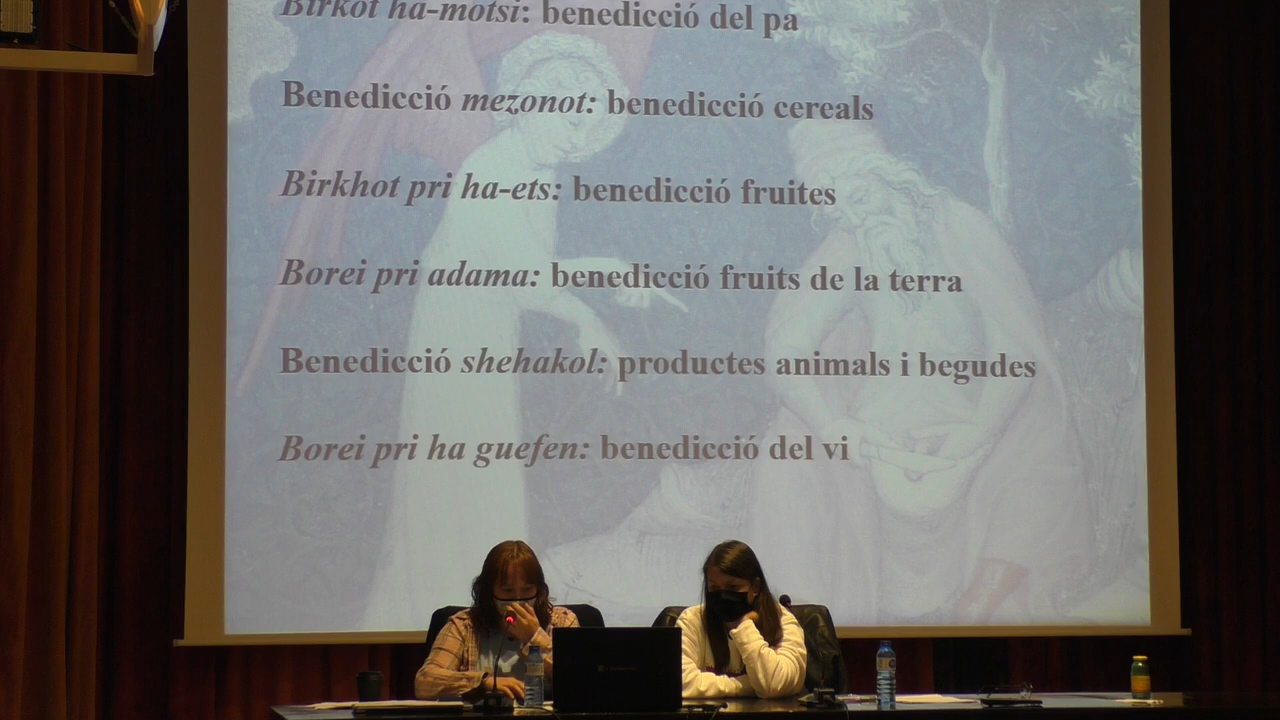 Birkot ha-motsi: benedicció del pa
Benedicció mezonot: benedicció cereals
Birkhot pri ha-ets: benedicció fruites
Borei pri adama: benedicció fruits de la terra
Benedicció shehakol: productes animals i begudes
Borei pri ha guefen: benedicció del vi